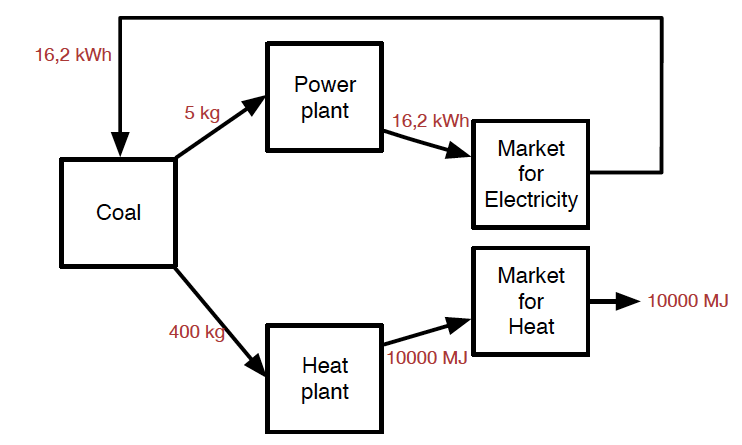 16,2 kWh
Power
plant
5 kg
16,2 kWh
Market
for
Electricity
Coal
Market
for
Heat
10000 MJ
400 kg
10000 MJ
Heat
plant